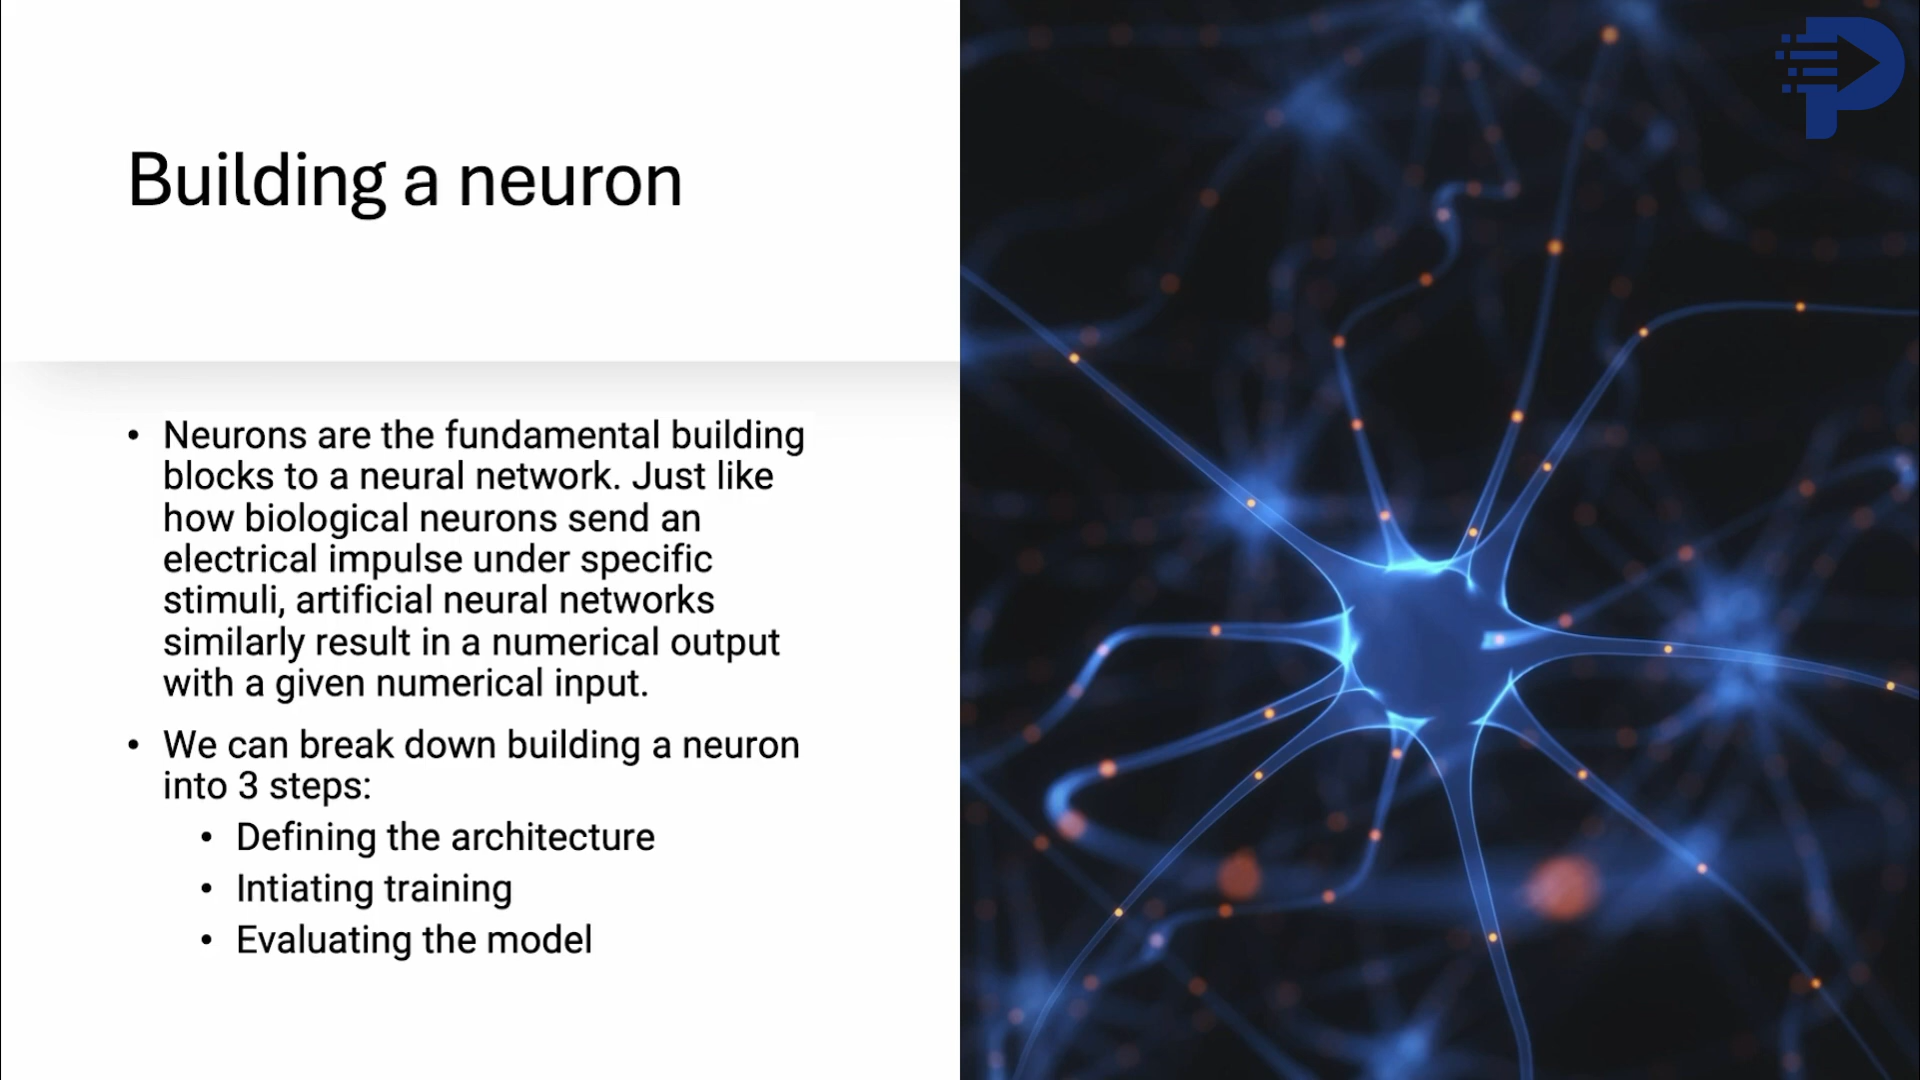 Building a neuron
• Neurons are the fundamental building
blocks to a neural network. Just like
how biological neurons send an
electrical impulse under specific
stimuli, artificial neural networks
similarly result in a numerical output
with a given numerical input.
• We can break down building a neuron
into 3 steps:
• Defining the architecture
• Intiating training
• Evaluating the model